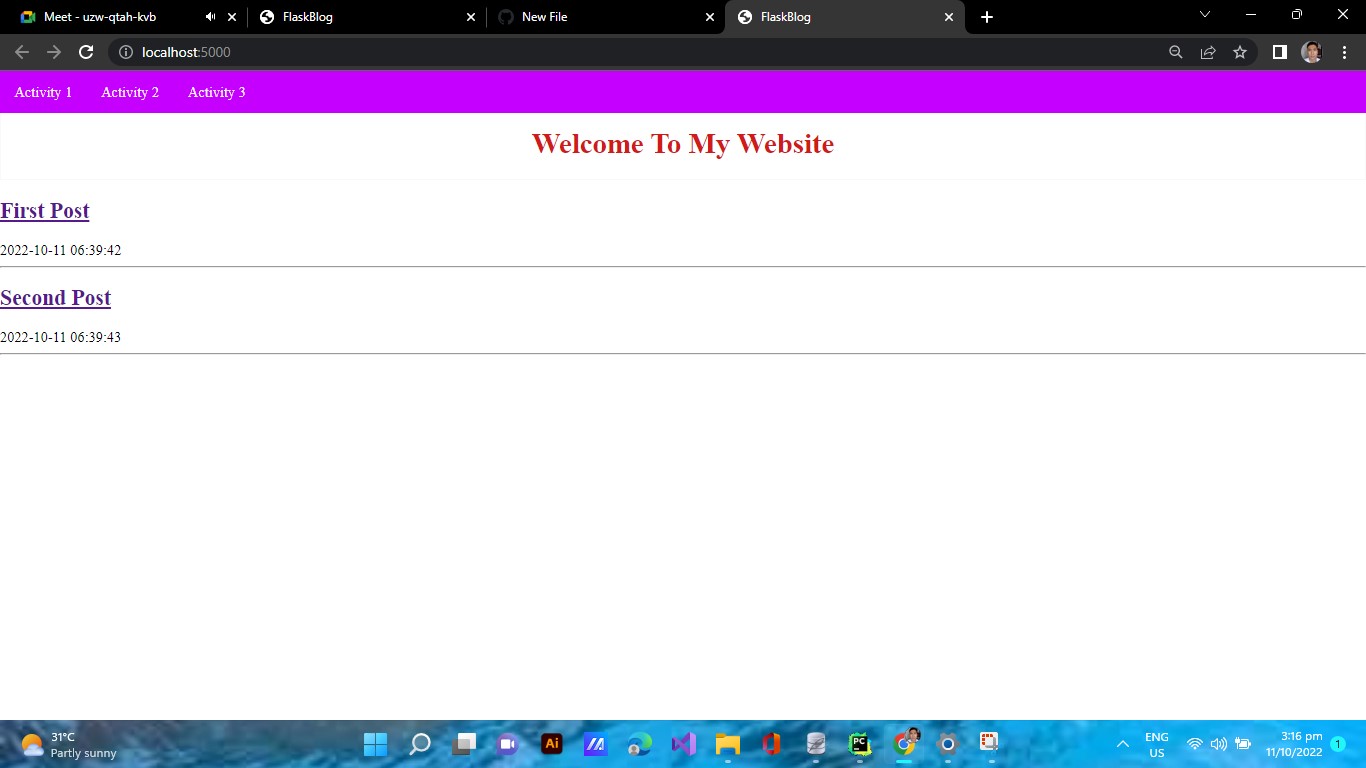 Meet - uzw-qtah-kvb
FlaskBlog
New File
FlaskBlog
localhost:5000
Activity 1 Activity 2 Activity 3
Welcome To My Website
First Post
2022-10-11 06:39:42
Second Post
2022-10-11 06:39:43
31°C
Partly sunny
Ai
PC
ENG
US
3:16 pm
11/10/2022
1